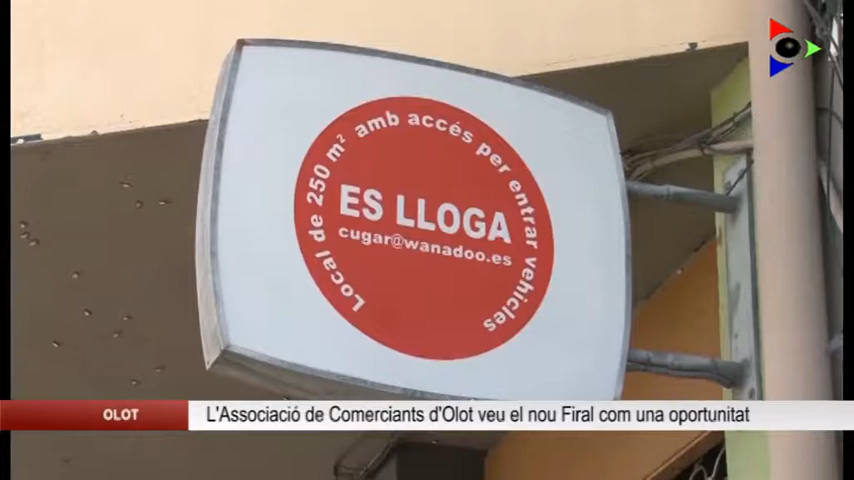 Local de 250 m² amb accés per entrar vehicles
ES LLOGA
cugar@wanadoo.es
OLOT
L'Associació de Comerciants d'Olot veu el nou Firal com una oportunitat